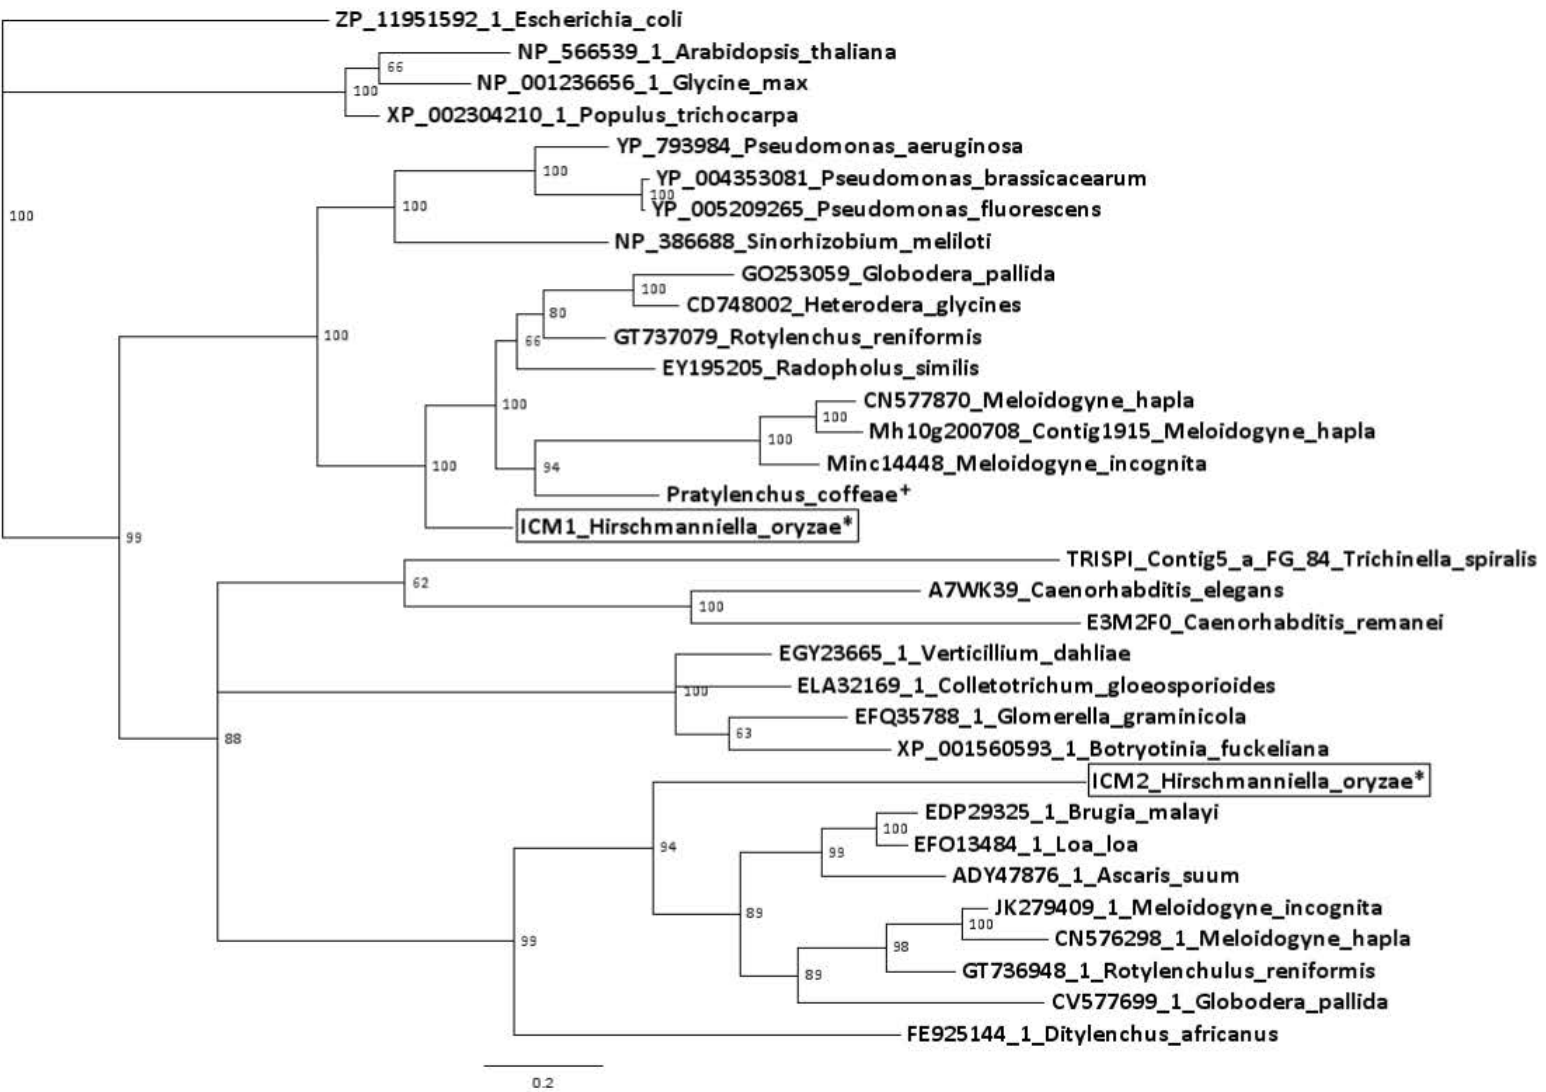 ZP_11951592_1_Escherichia_coli
NP_566539_1_Arabidopsis_thaliana
66
NP_001236656_1_Glycine_max
100
XP_002304210_1_Populus_trichocarpa
YP_793984_Pseudomonas_aeruginosa
100
YP_004353081_Pseudomonas_brassicacearum
100
100
YP_005209265_Pseudomonas_fluorescens
100
NP_386688_Sinorhizobium_meliloti
GO253059_Globodera_pallida
100
CD748002_Heterodera_glycines
80
100
GT737079_Rotylenchus_reniformis
66
EY195205_Radopholus_similis
CN577870_Meloidogyne_hapla
100
100
Mh10g200708_Contig1915_Meloidogyne_hapla
100
Minc14448_Meloidogyne_incognita
100
94
Pratylenchus_coffeae+
ICM1_Hirschmanniella_oryzae*
99
TRISPI_Contig5_a_FG_84_Trichinella_spiralis
62
A7WK39_Caenorhabditis_elegans
100
E3M2F0_Caenorhabditis_remanei
EGY23665_1_Verticillium_dahliae
ELA32169_1_Colletotrichum_gloeosporioides
100
EFQ35788_1_Glomerella_graminicola
63
88
XP_001560593_1_Botryotinia_fuckeliana
ICM2_Hirschmanniella_oryzae*
EDP29325_1_Brugia_malayi
100
EFO13484_1_Loa_loa
94
99
ADY47876_1_Ascaris_suum
JK279409_1_Meloidogyne_incognita
89
100
CN576298_1_Meloidogyne_hapla
99
98
GT736948_1_Rotylenchulus_reniformis
89
CV577699_1_Globodera_pallida
FE925144_1_Ditylenchus_africanus
0.2